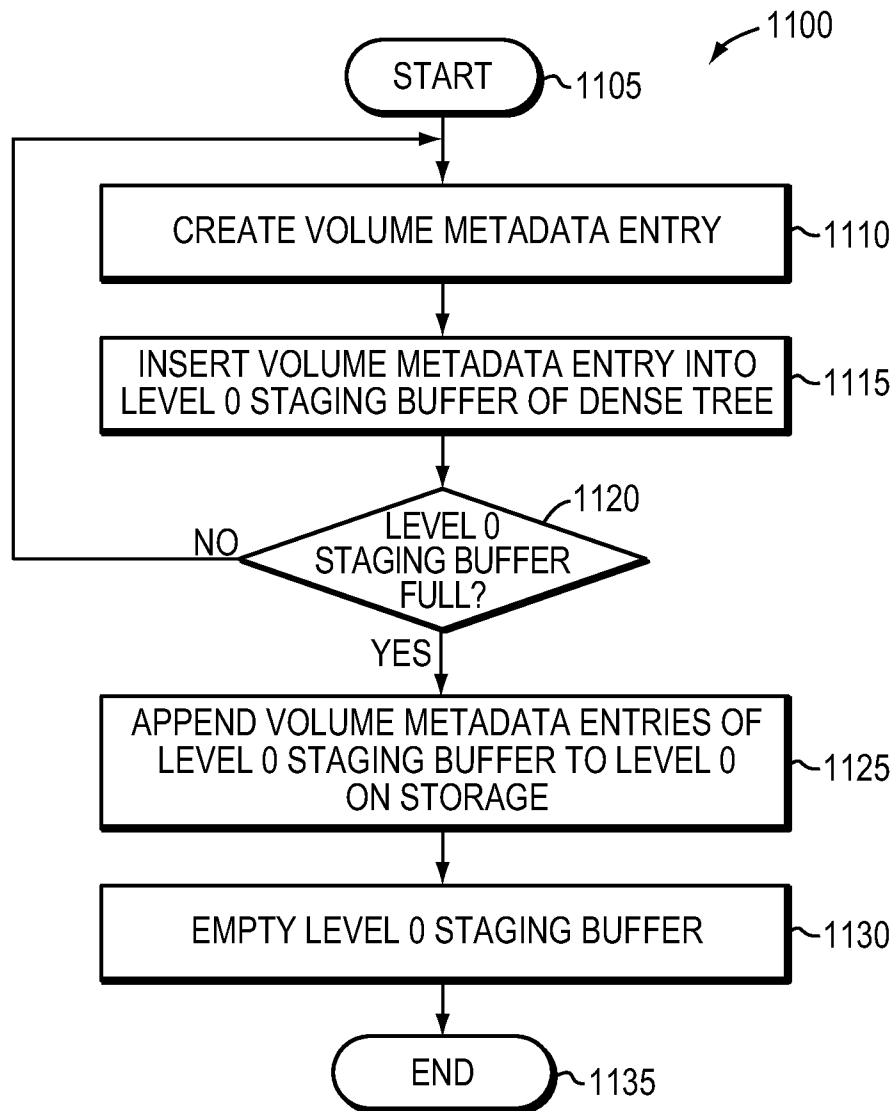 1100
START
1105
CREATE VOLUME METADATA ENTRY
1110
INSERT VOLUME METADATA ENTRY INTO
LEVEL 0 STAGING BUFFER OF DENSE TREE
1115
1120
LEVEL 0
STAGING BUFFER
FULL?
NO
YES
APPEND VOLUME METADATA ENTRIES OF
LEVEL 0 STAGING BUFFER TO LEVEL 0
ON STORAGE
1125
EMPTY LEVEL 0 STAGING BUFFER
1130
END
1135